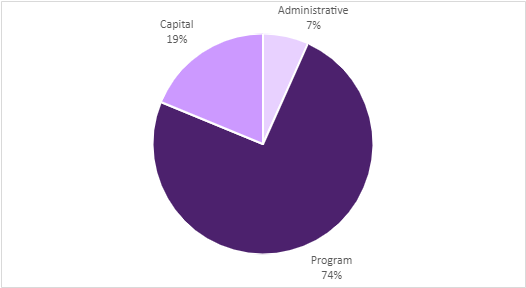 Administrative
7%
Capital
19%
Program
74%